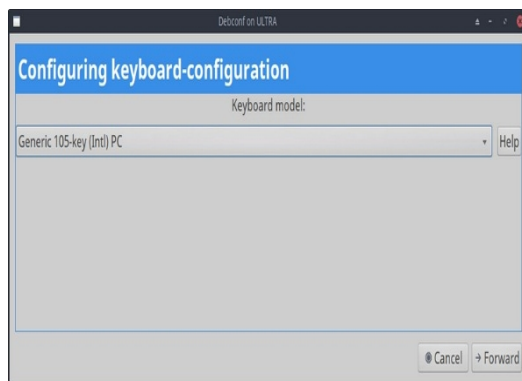 Debconf on ULTRA
Configuring keyboard-configuration
Keyboard model:
Generic 105-key (Intl) PC
Help
Cancel
Forward